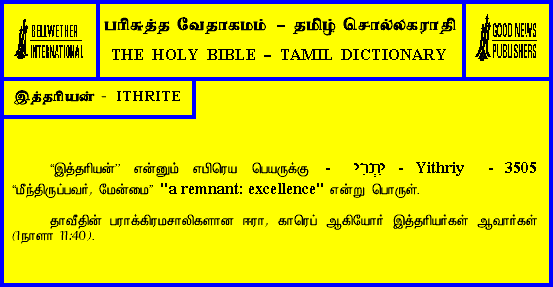 BELLWETHER
INTERNATIONAL
பரிசுத்த வேதாகமம் – தமிழ் சொல்லகராதி
THE HOLY BIBLE – TAMIL DICTIONARY
GOOD NEWS
PUBLISHERS
இத்தரியன் - ITHRITE
“இத்தரியன்” என்னும் எபிரெய பெயருக்கு - יִתְרִי - Yithriy - 3505
“மீந்திருப்பவர், மேன்மை” "a remnant: excellence" என்று பொருள்.
தாவீதின் பராக்கிரமசாலிகளான ஈரா, காரெப் ஆகியோர் இத்தரியர்கள் ஆவார்கள்
(1நாளா 11:40).